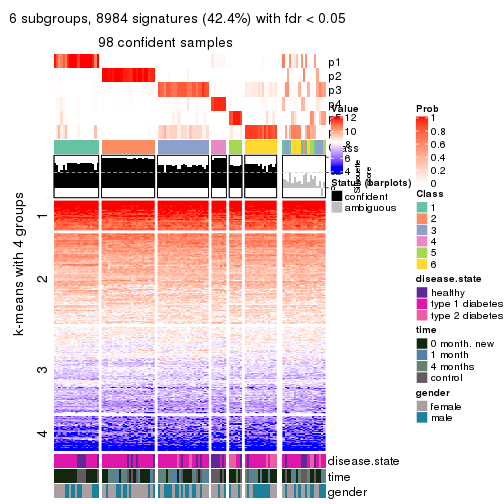 6 subgroups, 8984 signatures (42.4%) with fdr < 0.05
98 confident samples
p1
p2
p3
p4
Class
Silhouette
score
k-means with 4 groups
1
2
3
4
disease.state
time
gender
Value
12
10
8
6
4
Status (barplots)
confident
ambiguous
Prob
1
0.8
0.6
0.4
0.2
0
Class
1
2
3
4
5
6
disease.state
healthy
type 1 diabetes
type 2 diabetes
time
0 month. new
1 month
4 months
control
gender
female
male